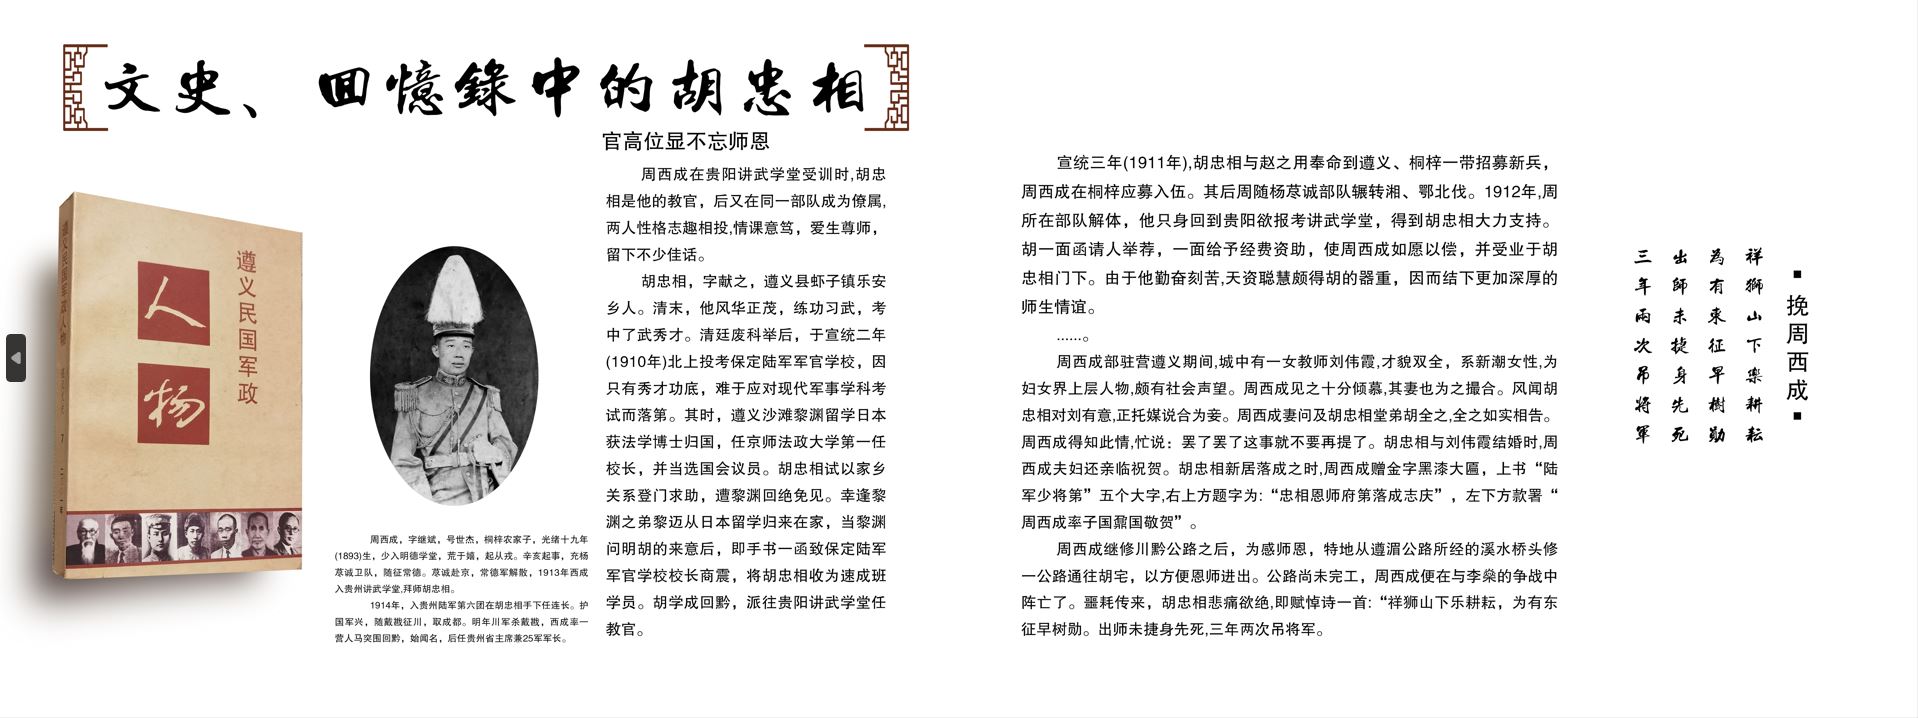 文史、回憶錄中的胡忠相
遵义民国军政人物
遵义民国军政
人
物
周西成，字继斌，号世杰，桐梓农家子，光绪十九年
(1893)生，少入明德学堂，荒于嬉，起从戎。辛亥起事，充杨
荩诚卫队，随征常德。荩诚赴京，常德军解散，1913年西成
入贵州讲武学堂,拜师胡忠相。
1914年，入贵州陆军第六团在胡忠相手下任连长。护
国军兴，随戴戡征川，取成都。明年川军杀戴戡，西成率一
营人马突围回黔，始闻名，后任贵州省主席兼25军军长。
官高位显不忘师恩
周西成在贵阳讲武学堂受训时,胡忠
相是他的教官，后又在同一部队成为僚属,
两人性格志趣相投,情课意笃，爱生尊师，
留下不少佳话。
胡忠相，字献之，遵义县虾子镇乐安
乡人。清末，他风华正茂，练功习武，考
中了武秀才。清廷废科举后，于宣统二年
(1910年)北上投考保定陆军军官学校，因
只有秀才功底，难于应对现代军事学科考
试而落第。其时，遵义沙滩黎渊留学日本
获法学博士归国，任京师法政大学第一任
校长，并当选国会议员。胡忠相试以家乡
关系登门求助，遭黎渊回绝免见。幸逢黎
渊之弟黎迈从日本留学归来在家，当黎渊
问明胡的来意后，即手书一函致保定陆军
军官学校校长商震，将胡忠相收为速成班
学员。胡学成回黔，派往贵阳讲武学堂任
教官。
宣统三年(1911年),胡忠相与赵之用奉命到遵义、桐梓一带招募新兵，
周西成在桐梓应募入伍。其后周随杨荩诚部队辗转湘、鄂北伐。1912年,周
所在部队解体，他只身回到贵阳欲报考讲武学堂，得到胡忠相大力支持。
胡一面函请人举荐，一面给予经费资助，使周西成如愿以偿，并受业于胡
忠相门下。由于他勤奋刻苦,天资聪慧颇得胡的器重，因而结下更加深厚的
师生情谊。
......。
周西成部驻营遵义期间,城中有一女教师刘伟霞,才貌双全，系新潮女性,为
妇女界上层人物,颇有社会声望。周西成见之十分倾慕,其妻也为之撮合。风闻胡
忠相对刘有意,正托媒说合为妾。周西成妻问及胡忠相堂弟胡全之,全之如实相告。
周西成得知此情,忙说：罢了罢了这事就不要再提了。胡忠相与刘伟霞结婚时,周
西成夫妇还亲临祝贺。胡忠相新居落成之时,周西成赠金字黑漆大匾，上书“陆
军少将第”五个大字,右上方题字为:“忠相恩师府第落成志庆”，左下方款署“
周西成率子国鼐国敬贺”。
周西成继修川黔公路之后，为感师恩，特地从遵湄公路所经的溪水桥头修
一公路通往胡宅，以方便恩师进出。公路尚未完工，周西成便在与李燊的争战中
阵亡了。噩耗传来，胡忠相悲痛欲绝,即赋悼诗一首:“祥狮山下乐耕耘，为有东
征早树勋。出师未捷身先死,三年两次吊将军。
挽周西成
祥獅山下樂耕耘
為有東征早樹勋
出師未捷身先死
三年兩次吊將軍